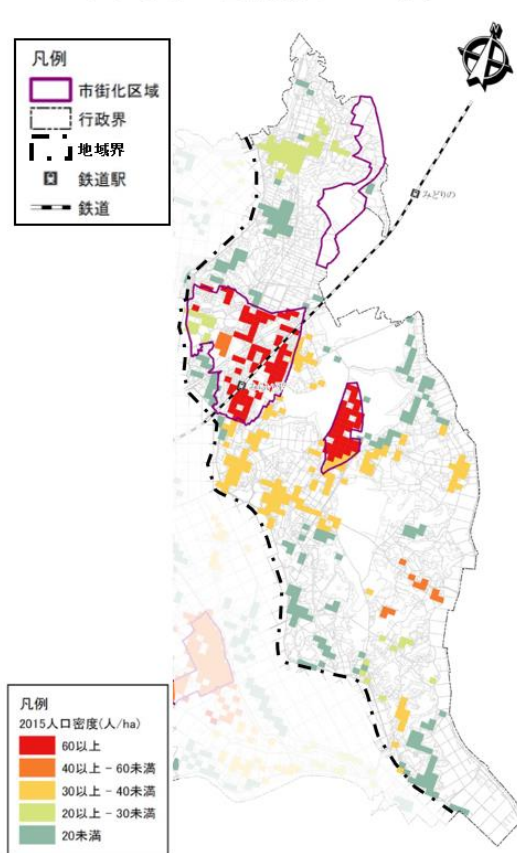 凡例
市街化区域
行政界
地域界
鉄道駅
鉄道
N
みどりの
凡例
2015人口密度(人/ha)
60以上
40以上 - 60未満
30以上 - 40未満
20以上 - 30未満
20未満